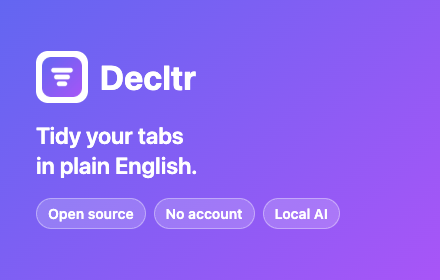 Decltr
Tidy your tabs
in plain English.
Open source
No account
Local AI